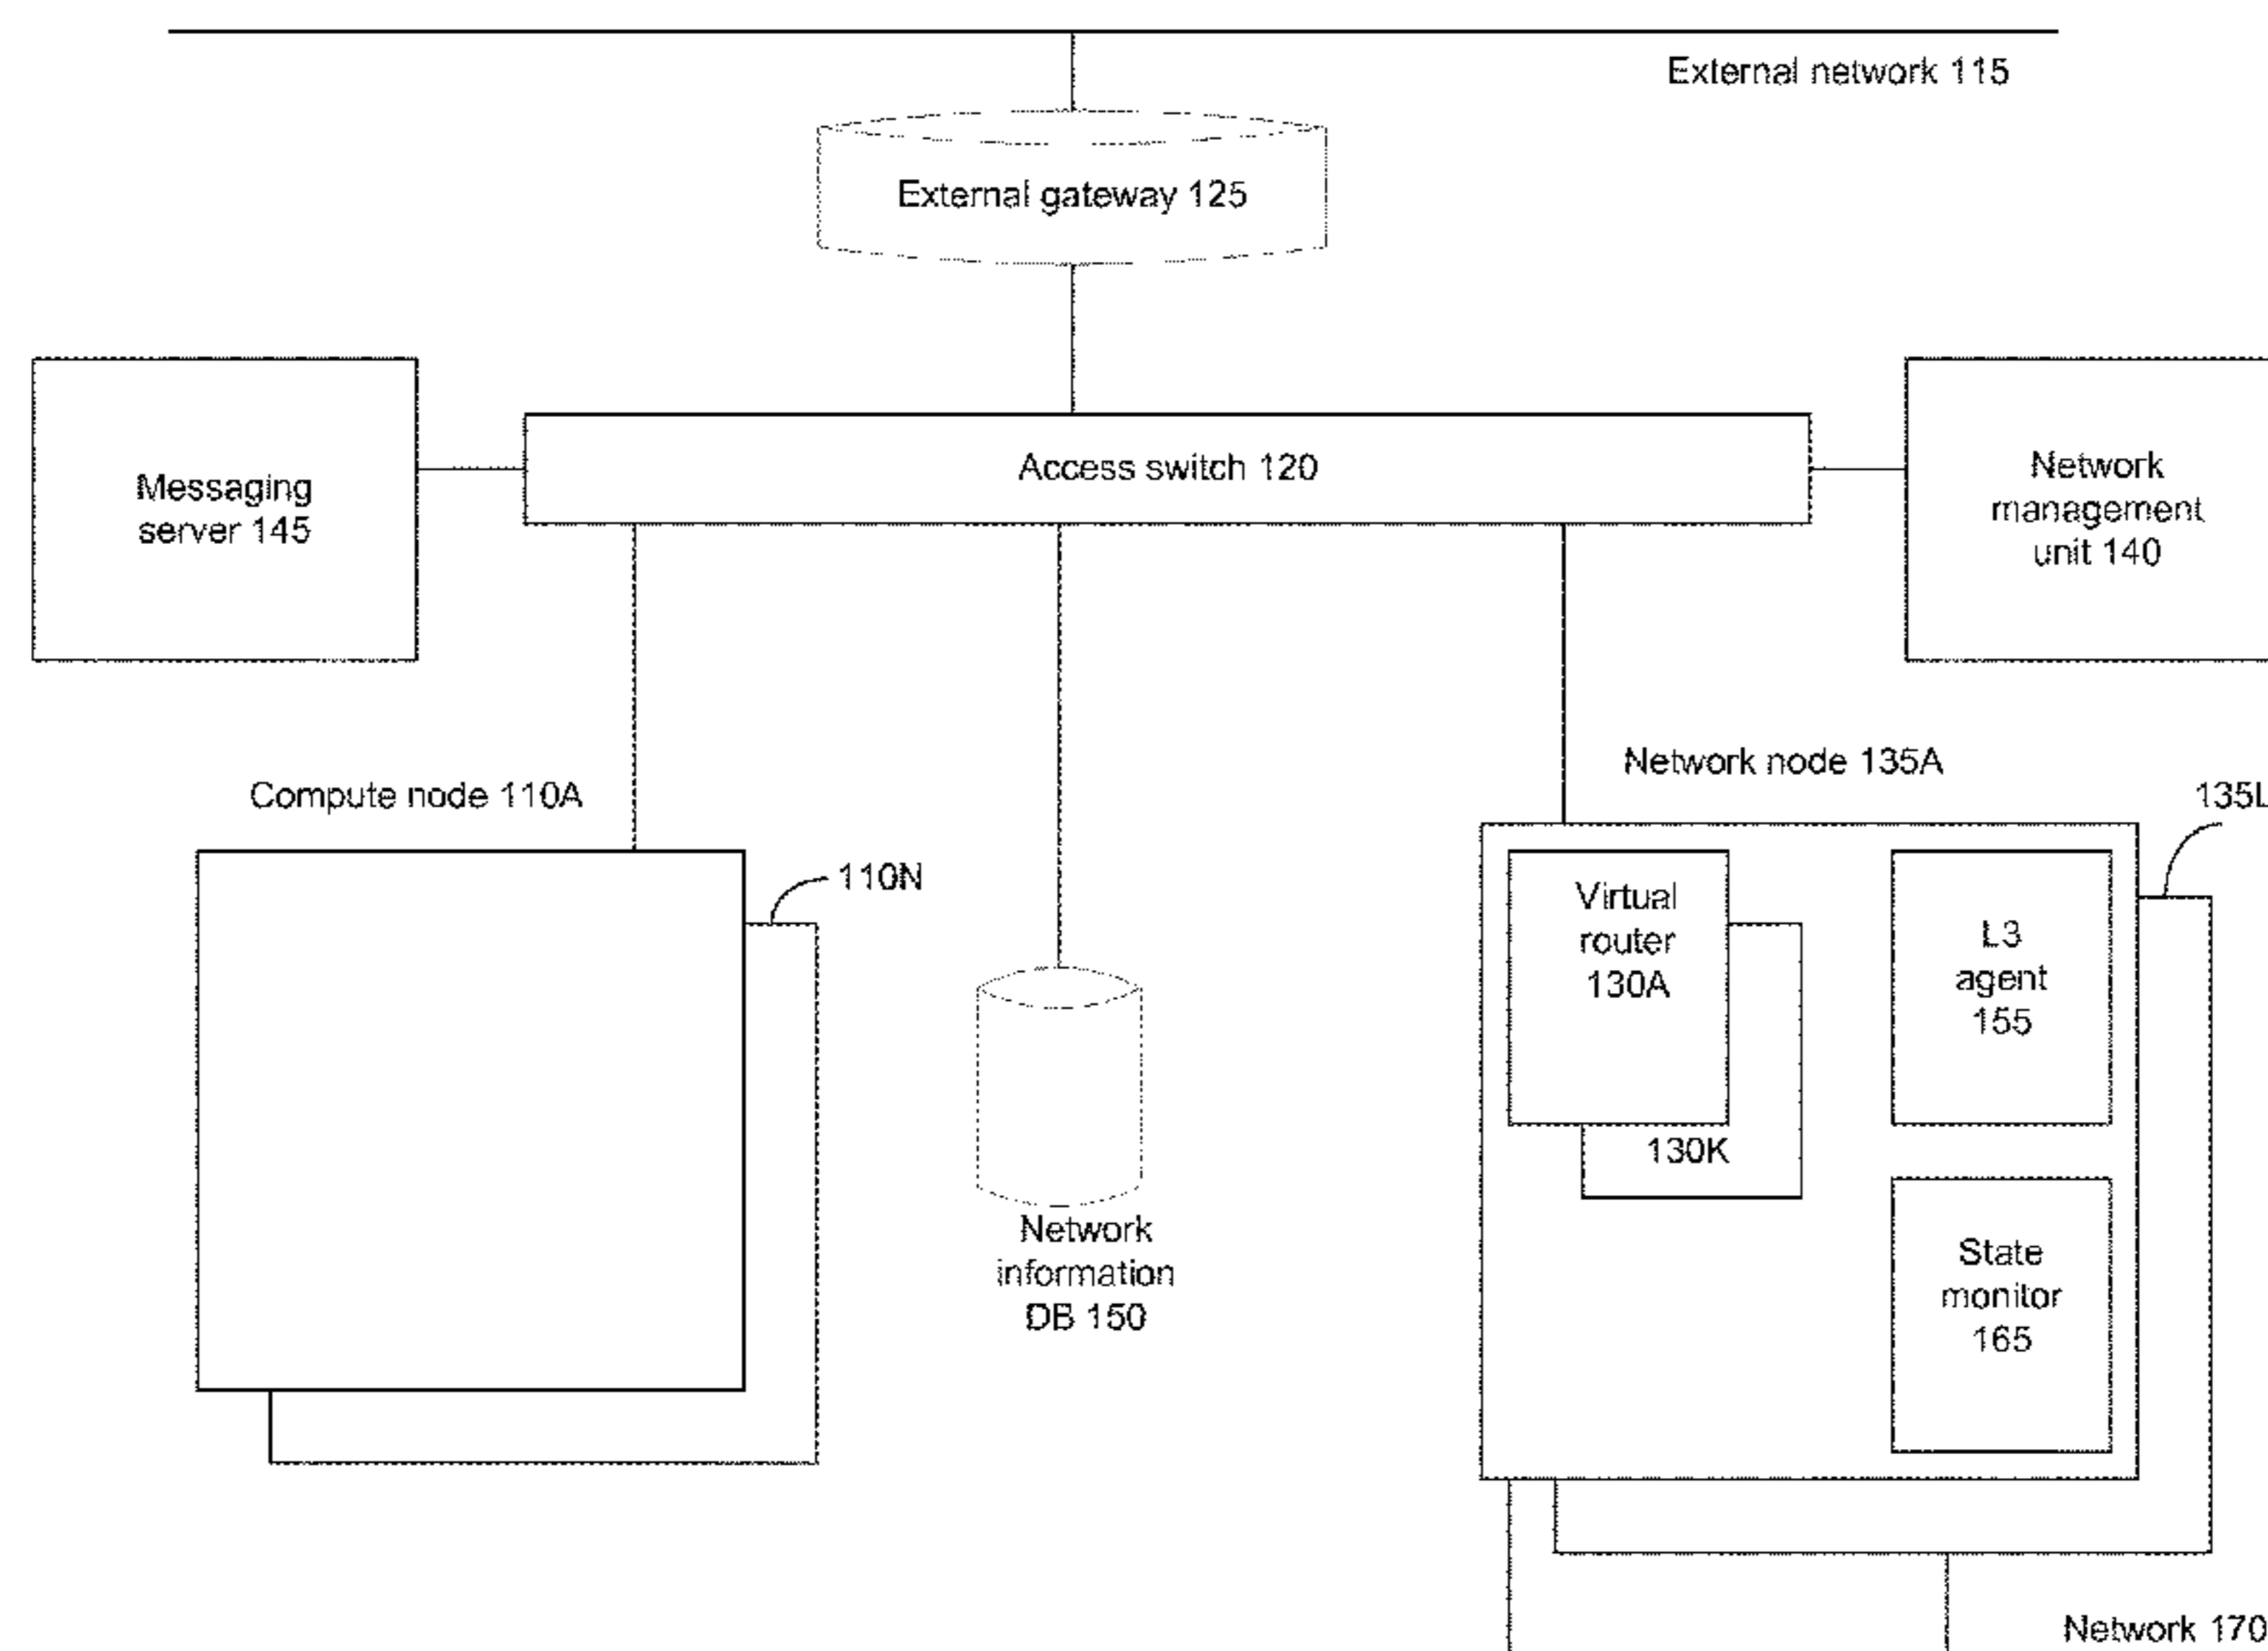 External network 115
External gateway 125
Access switch 120
Messaging
server 145
Network
management
unit 140
Network node 135A
Compute node 110A
135L
110N
Virtual
router
130A
L3
agent
155
130K
Network
information
DB 150
State
monitor
165
Network 170